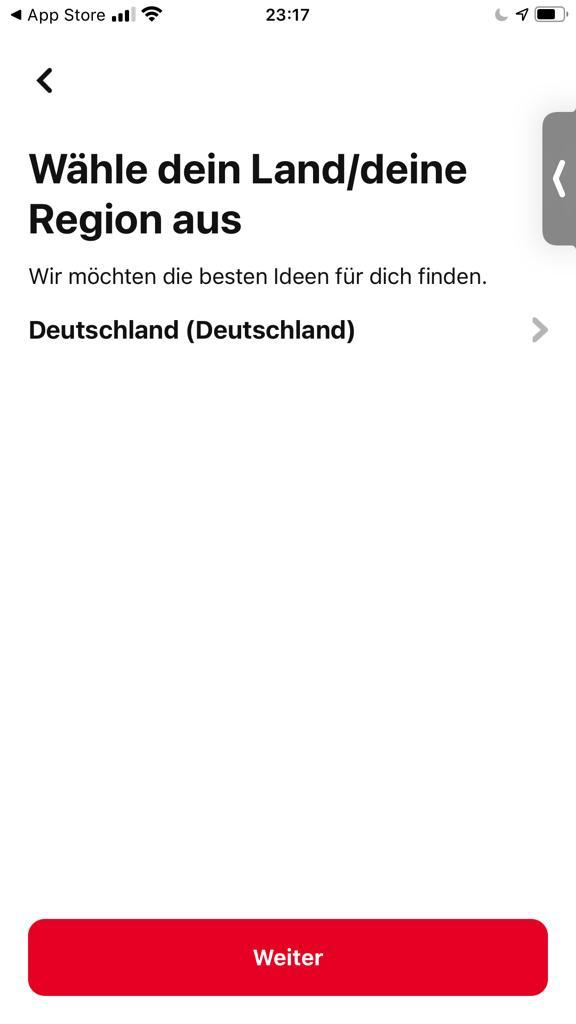 App Store
23:17
Wähle dein Land/deine
Region aus
Wir möchten die besten Ideen für dich finden.
Deutschland (Deutschland)
Weiter